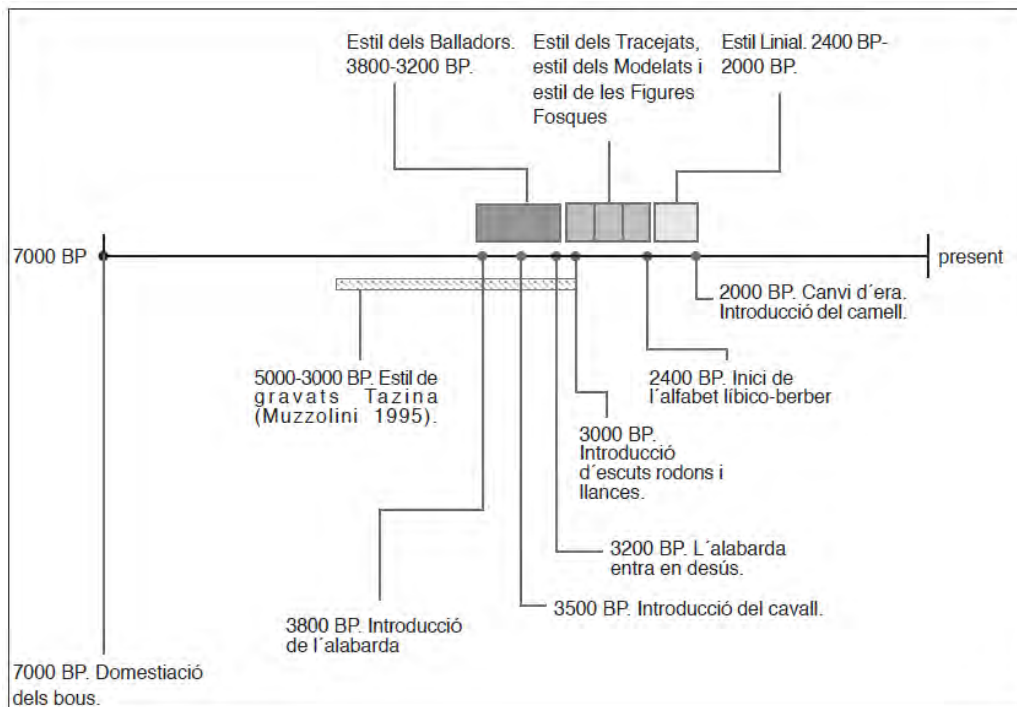 Estil dels Balladors.
3800-3200 BP.
Estil dels Tracejats,
estil dels Modelats i
estil de les Figures
Fosques
Estil Linial. 2400 BP-
2000 BP.
7000 BP
present
2000 BP. Canvi d´era.
Introducció del camell.
5000-3000 BP. Estil de
gravats Tazina
(Muzzolini 1995).
2400 BP. Inici de
l´alfabet líbico-berber
3000 BP.
Introducció
d´escuts rodons i
llances.
3200 BP. L´alabarda
entra en desús.
3500 BP. Introducció del cavall.
3800 BP. Introducció
de l´alabarda
7000 BP. Domestiació
dels bous.